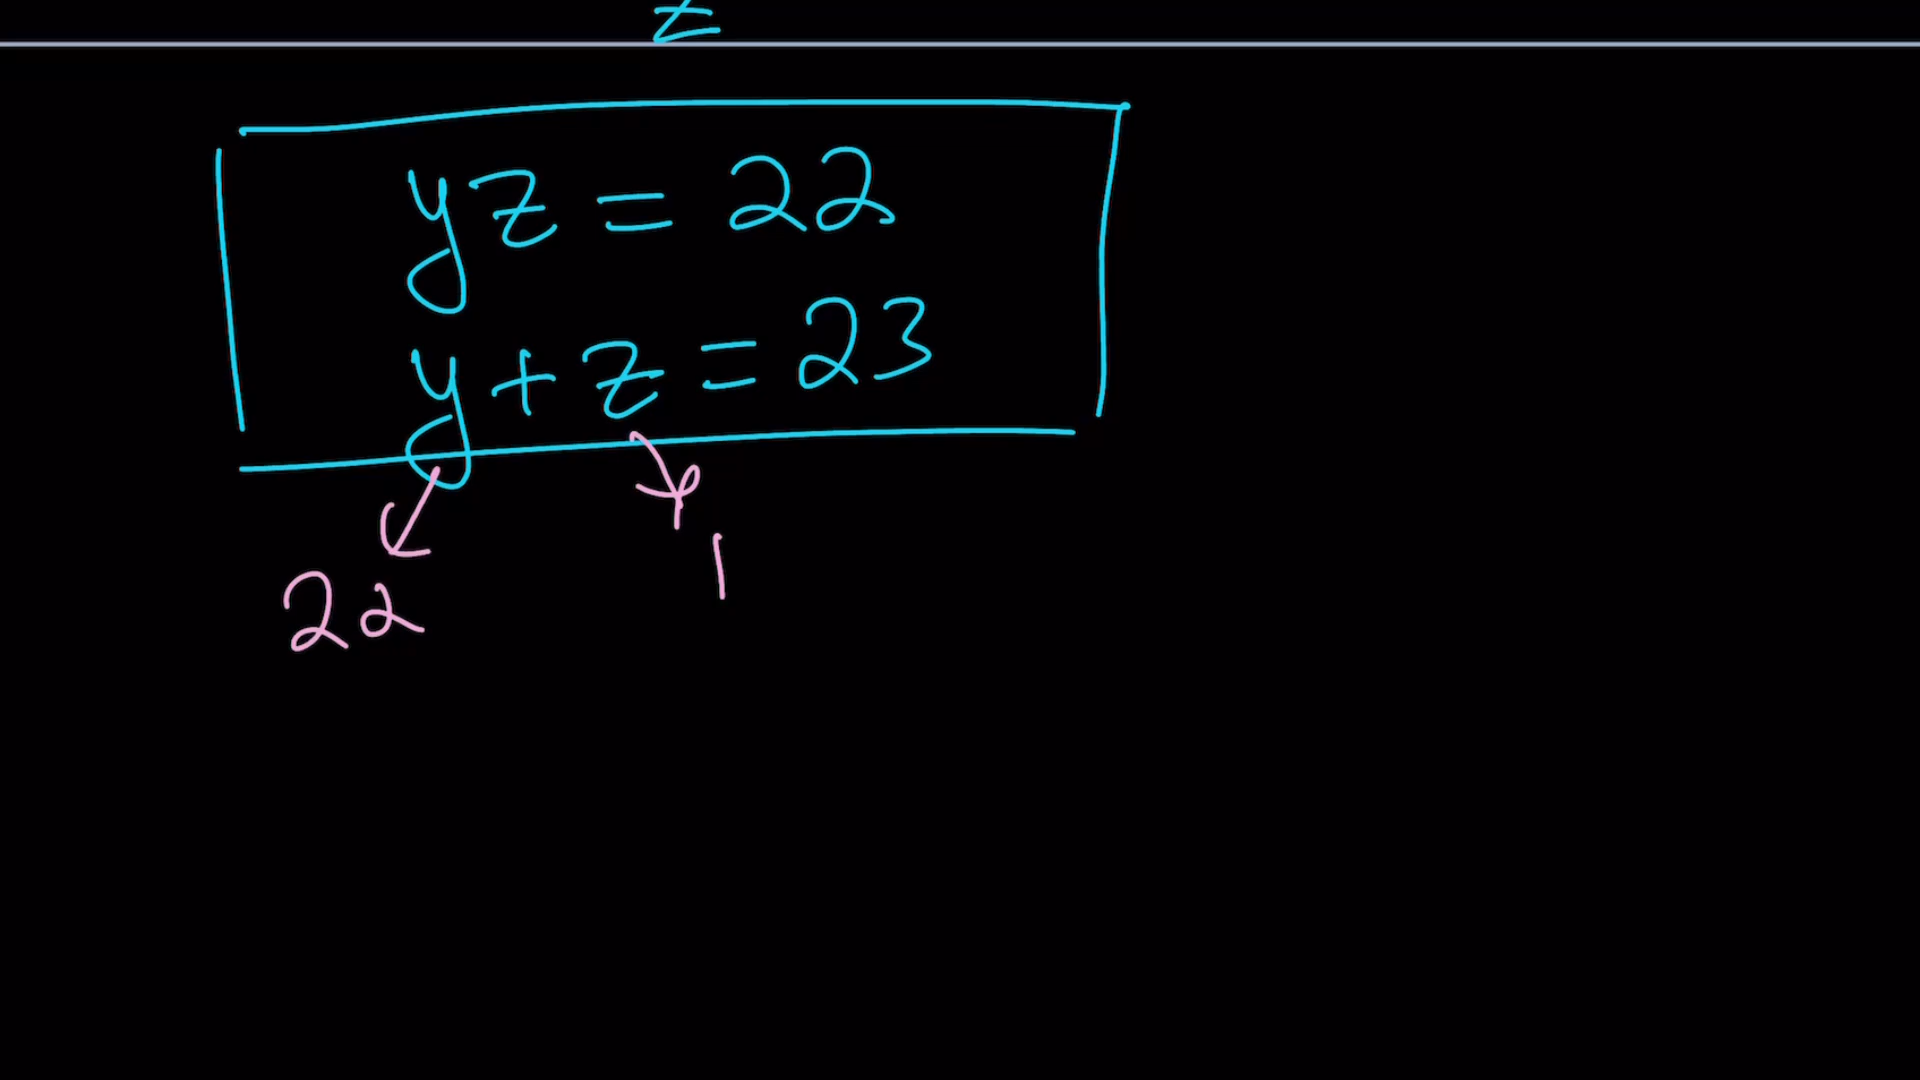 z
yz = 22
y + z = 23
22 1